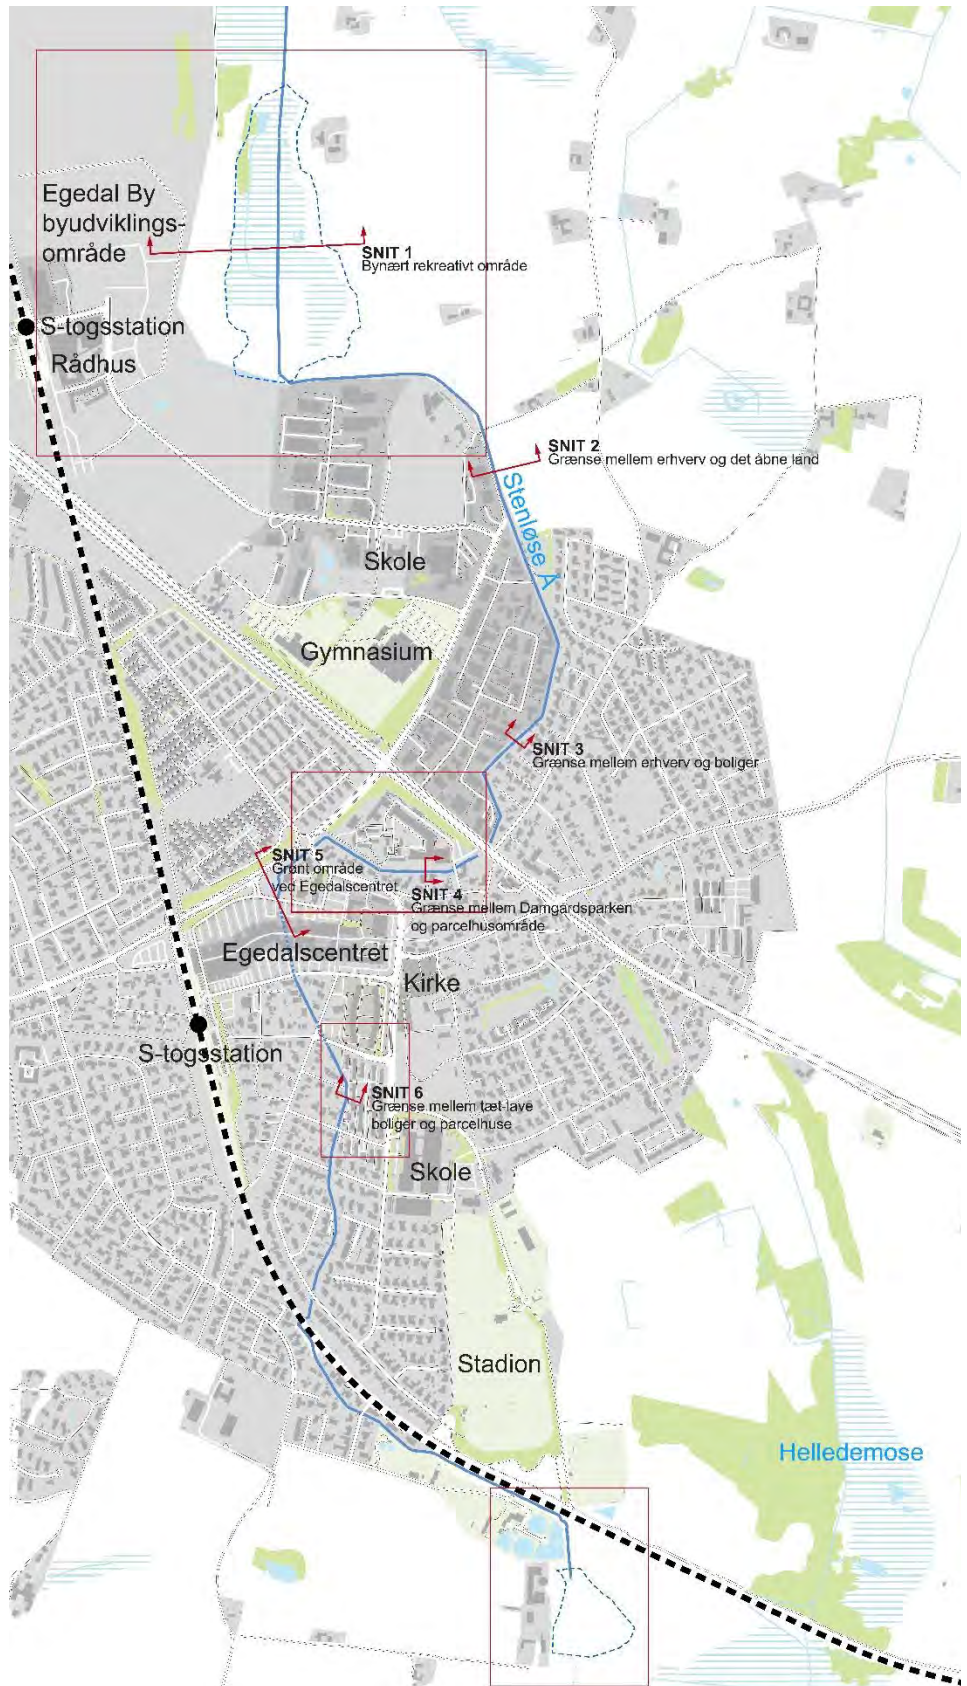 Egedal By
byudviklings-
område
SNIT 1
Bynært rekreativt område
S-togsstation
Rådhus
SNIT 2
Grænse mellem erhverv og det åbne land
Stenløse Å
Skole
Gymnasium
SNIT 3
Grænse mellem erhverv og boliger
SNIT 5
Grønt område
ved Egedalscentret
SNIT 4
Grænse mellem Damgårdsparken
og parcelhusområde
Egedalscentret
Kirke
S-togsstation
SNIT 6
Grænse mellem tæt-lave
boliger og parcelhuse
Skole
Stadion
Helledemose